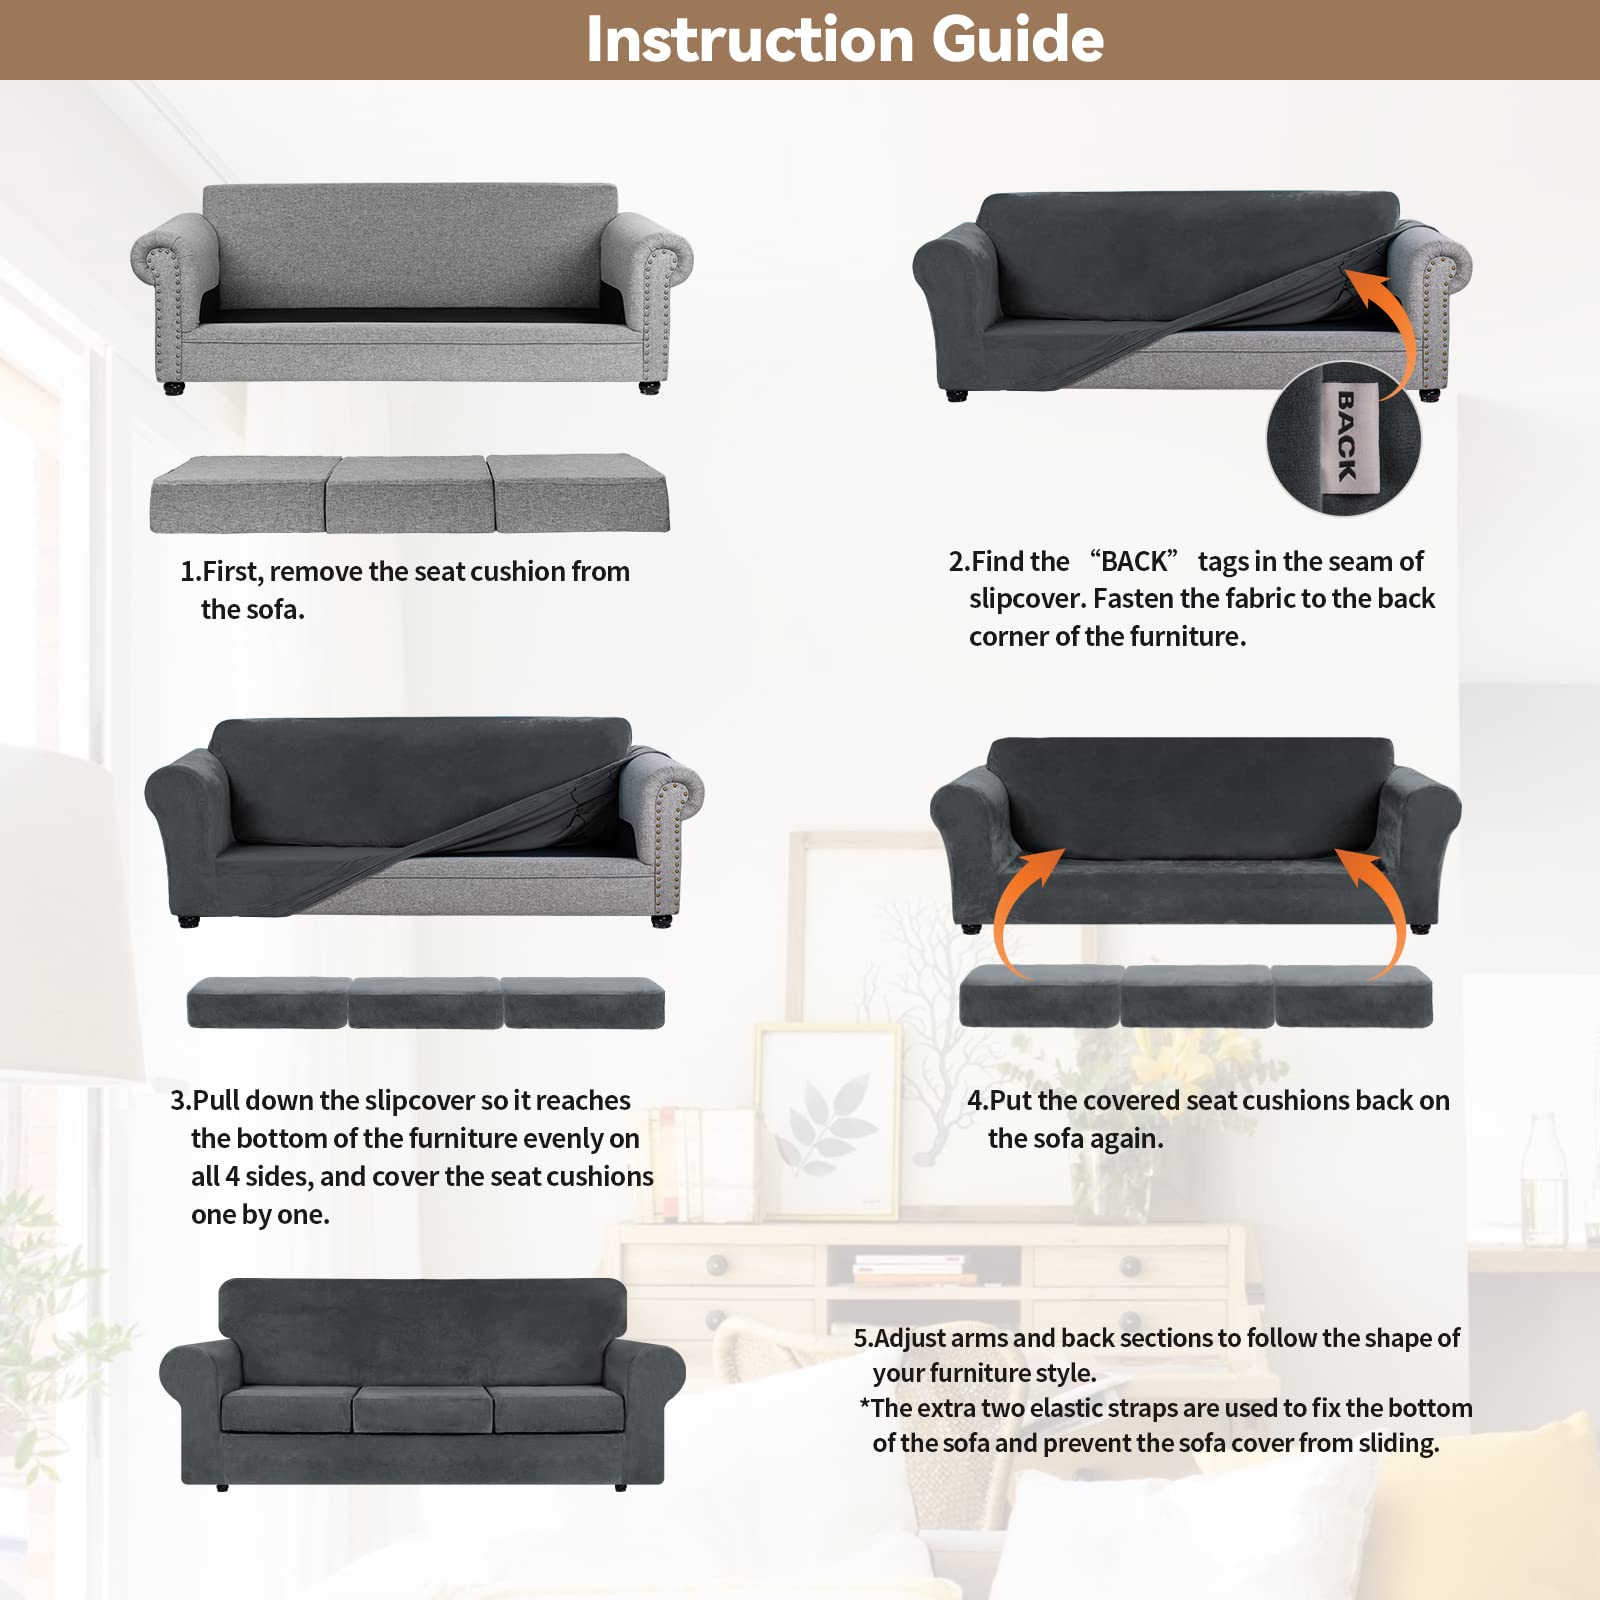 Instruction Guide
BACK
1.First, remove the seat cushion from
the sofa.
2.Find the “BACK” tags in the seam of
slipcover. Fasten the fabric to the back
corner of the furniture.
3.Pull down the slipcover so it reaches
the bottom of the furniture evenly on
all 4 sides, and cover the seat cushions
one by one.
4.Put the covered seat cushions back on
the sofa again.
5.Adjust arms and back sections to follow the shape of
your furniture style.
*The extra two elastic straps are used to fix the bottom
of the sofa and prevent the sofa cover from sliding.